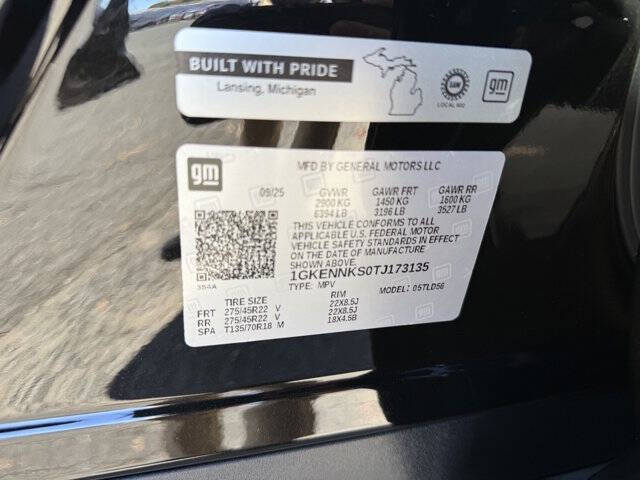 BUILT WITH PRIDE
Lansing, Michigan
UAW
LOCAL 602
gm
gm
MFD BY GENERAL MOTORS LLC
09/25 GVWR GAWR FRT GAWR RR
2900 KG 1450 KG 1600 KG
6394 LB 3196 LB 3527 LB
THIS VEHICLE CONFORMS TO ALL
APPLICABLE U.S. FEDERAL MOTOR
VEHICLE SAFETY STANDARDS IN EFFECT
ON THE DATE OF MANUFACTURE
SHOWN ABOVE.
384A
1GKENNKS0TJ173135
TYPE: MPV MODEL: 05TLD56
TIRE SIZE RIM
FRT 275/45R22 V 22X8.5J
RR 275/45R22 V 22X8.5J
SPA T135/70R18 M 18X4.5B